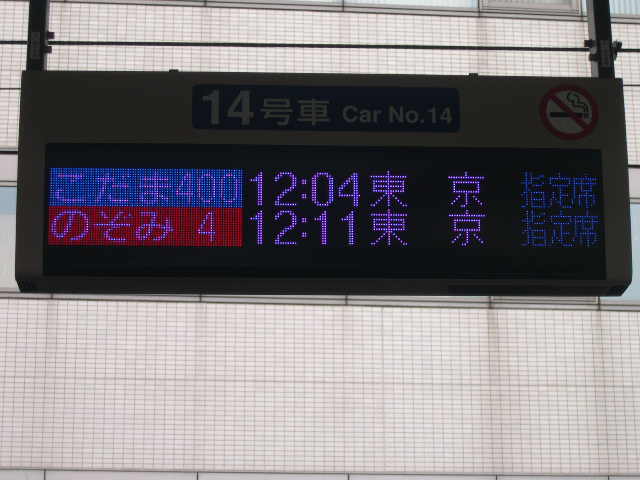 14号車 Car No.14
こだま400 12:04 東 京 指定席
のぞみ 4 12:11 東 京 指定席